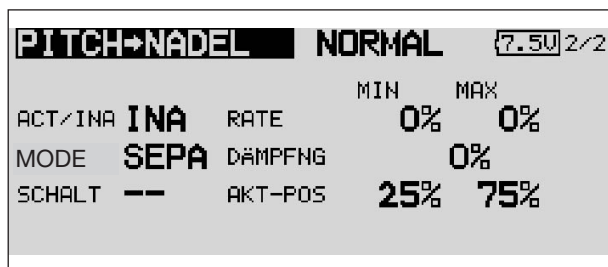 PITCH➔NADEL NORMAL 7.5V 2/2
MIN MAX
ACT/INA INA RATE 0% 0%
MODE SEPA DäMPFNG 0%
SCHALT -- AKT-POS 25% 75%